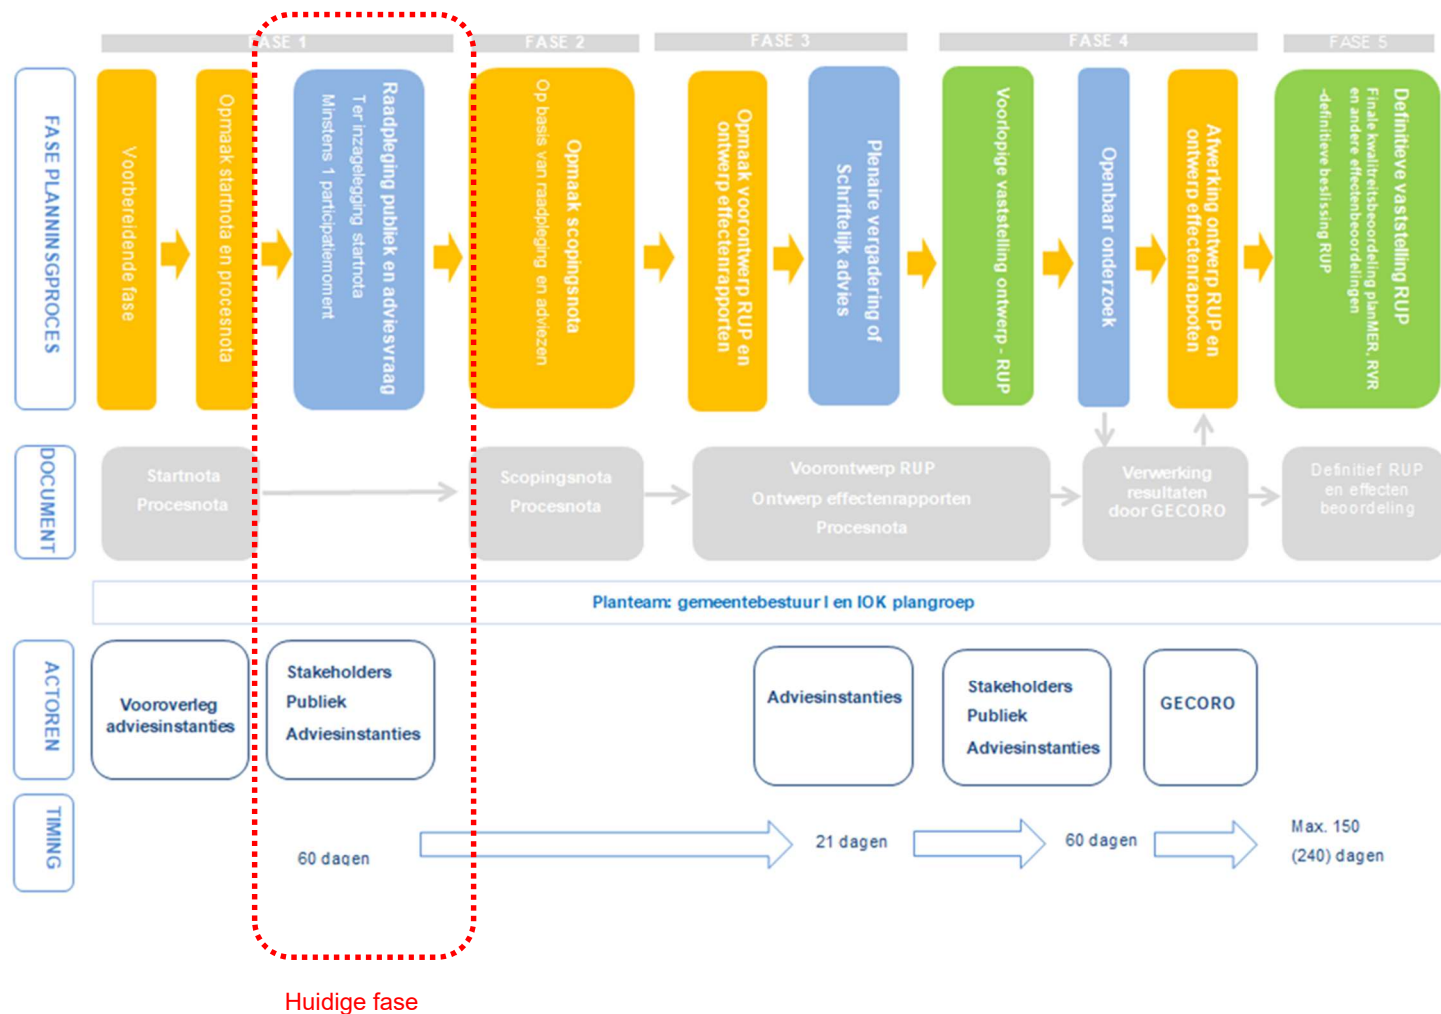 FASE 1
FASE 2
FASE 3
FASE 4
FASE 5
FASE PLANNINGSPROCES
Voorbereidende fase
Opmaak startnota en procesnota
Raadpleging publiek en adviesvraag
Ter inzagelegging startnota
Minstens 1 participatiemoment
Opmaak scopingsnota
Op basis van raadpleging en adviezen
Opmaak voorontwerp RUP en
ontwerp effectenrapporten
Plenaire vergadering of
Schriftelijk advies
Voorlopige vaststelling ontwerp - RUP
Openbaar onderzoek
Afwerking ontwerp RUP en
ontwerp effectenrappoten
Definitieve vaststelling RUP
Finale kwalitreitsbeoordeling planMER, RVR
en andere effectenbeoordelingen
-definitieve beslissing RUP
DOCUMENT
Startnota
Procesnota
Scopingsnota
Procesnota
Voorontwerp RUP
Ontwerp effectenrapporten
Procesnota
Verwerking
resultaten
door GECORO
Definitief RUP
en effecten
beoordeling
Planteam: gemeentebestuur I en IOK plangroep
ACTOREN
Vooroverleg
adviesinstanties
Stakeholders
Publiek
Adviesinstanties
Adviesinstanties
Stakeholders
Publiek
Adviesinstanties
GECORO
TIMING
60 dagen
21 dagen
60 dagen
Max. 150
(240) dagen
Huidige fase